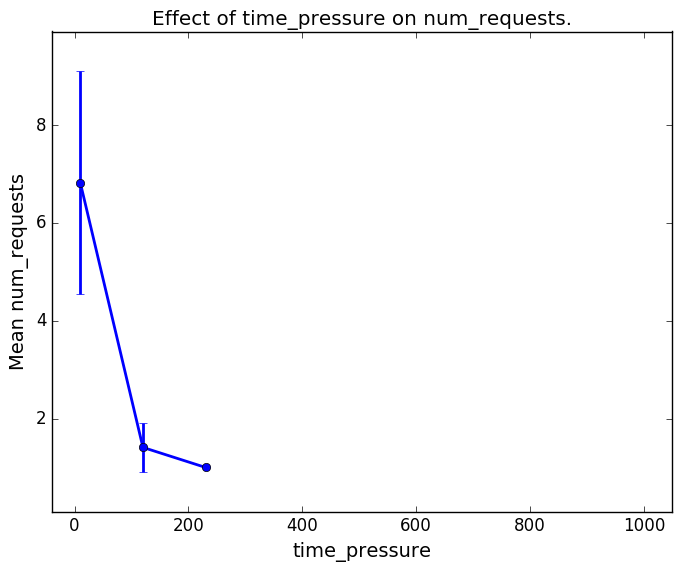 Effect of time_pressure on num_requests.
Mean num_requests
8
6
4
2
0 200 400 600 800 1000
time_pressure